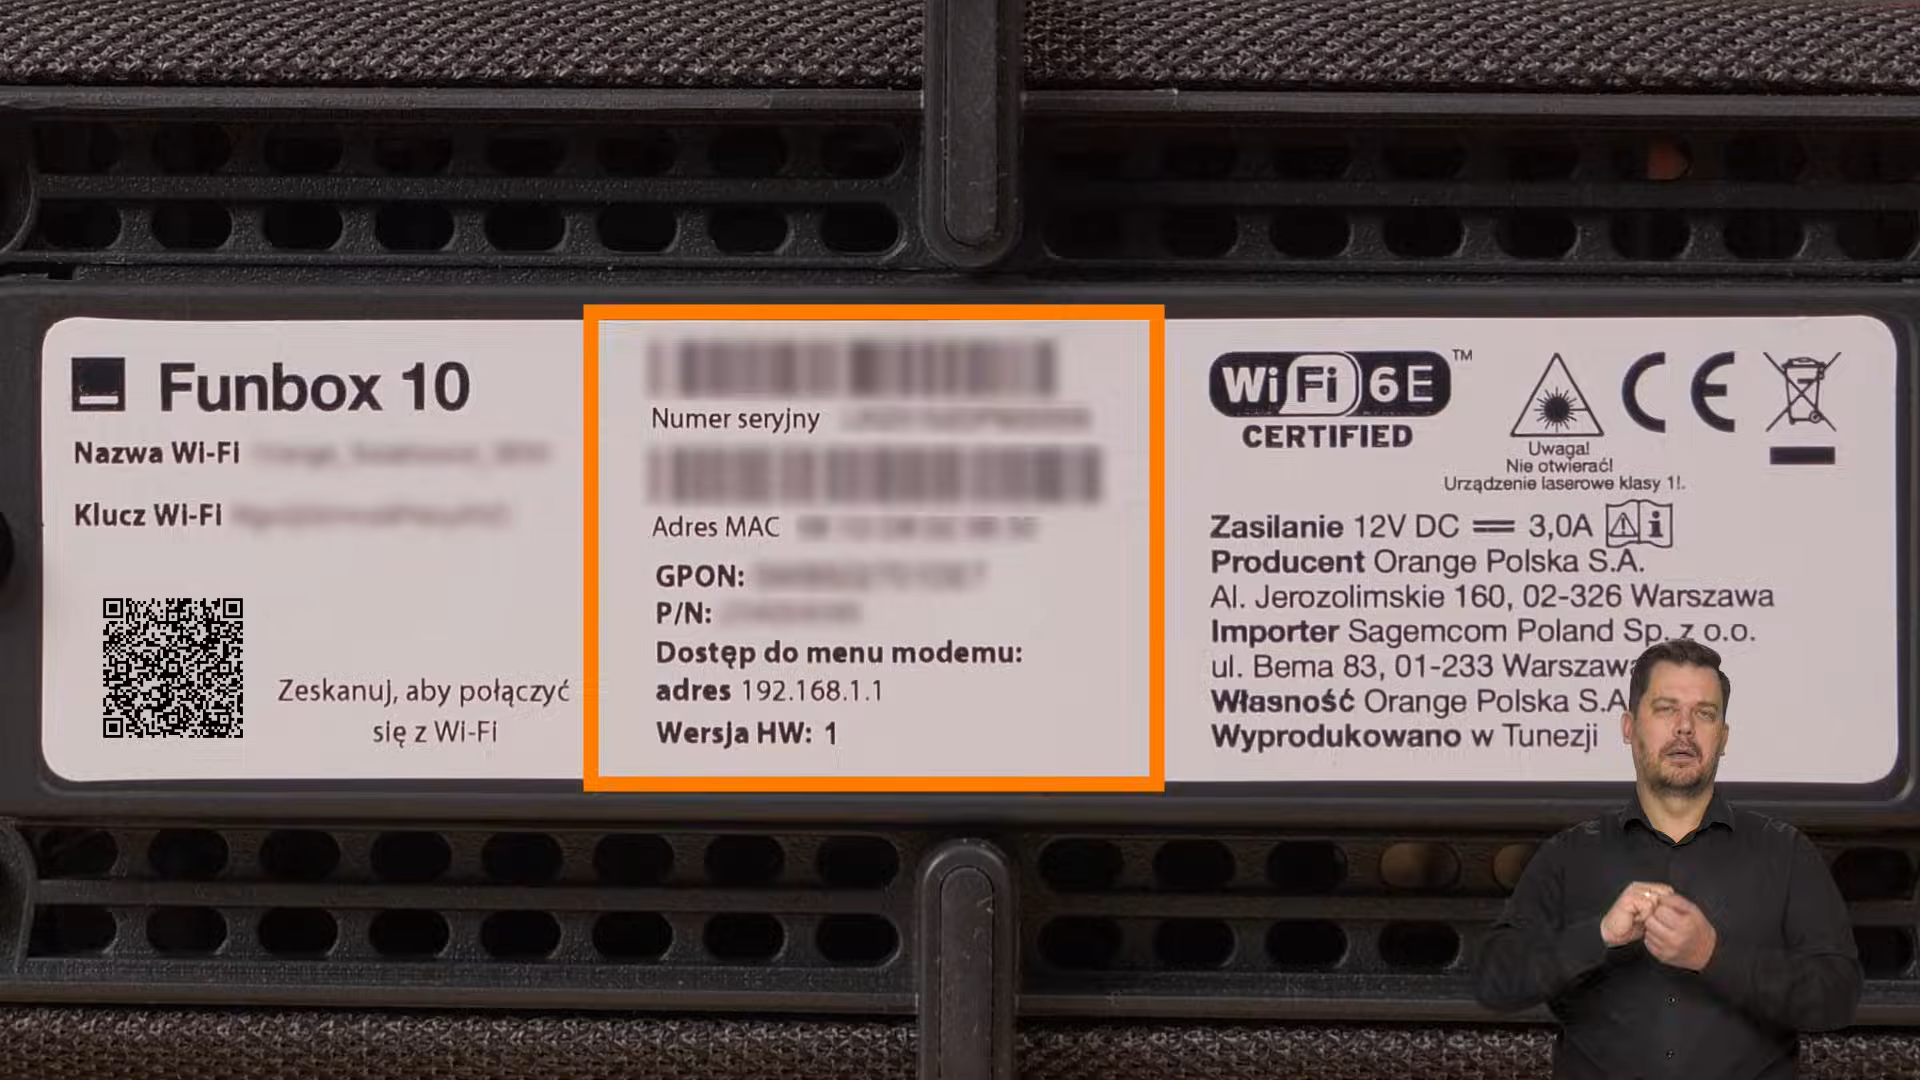 Funbox 10
Nazwa Wi-Fi
Klucz Wi-Fi
Zeskanuj, aby połączyć
się z Wi-Fi
Numer seryjny
Adres MAC
GPON:
P/N:
Dostęp do menu modemu:
adres 192.168.1.1
Wersja HW: 1
WiFi 6E™
CERTIFIED
CE
Uwaga!
Nie otwierać!
Urządzenie laserowe klasy 1!.
Zasilanie 12V DC 3,0A
Producent Orange Polska S.A.
Al. Jerozolimskie 160, 02-326 Warszawa
Importer Sagemcom Poland Sp. z o.o.
ul. Bema 83, 01-233 Warszawa
Własność Orange Polska S.A
Wyprodukowano w Tunezji